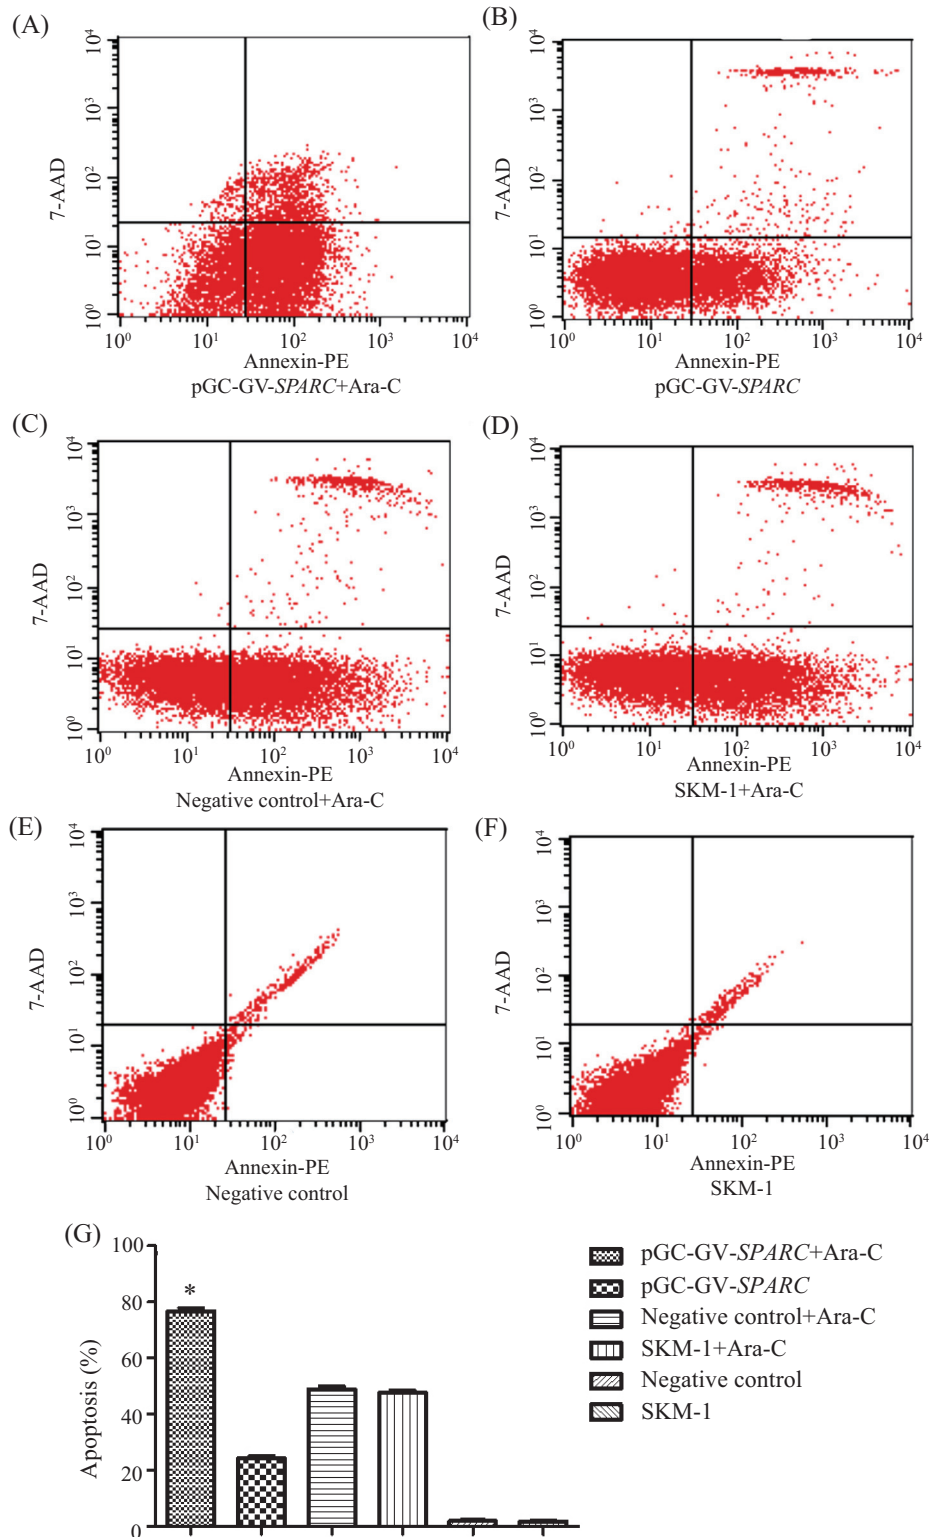 (A)
10⁴
10³
10²
10¹
10⁰
7-AAD
10⁰ 10¹ 10² 10³ 10⁴
Annexin-PE
pGC-GV-SPARC+Ara-C
(B)
10⁴
10³
10²
10¹
10⁰
7-AAD
10⁰ 10¹ 10² 10³ 10⁴
Annexin-PE
pGC-GV-SPARC
(C)
10⁴
10³
10²
10¹
10⁰
7-AAD
10⁰ 10¹ 10² 10³ 10⁴
Annexin-PE
Negative control+Ara-C
(D)
10⁴
10³
10²
10¹
10⁰
7-AAD
10⁰ 10¹ 10² 10³ 10⁴
Annexin-PE
SKM-1+Ara-C
(E)
10⁴
10³
10²
10¹
10⁰
7-AAD
10⁰ 10¹ 10² 10³ 10⁴
Annexin-PE
Negative control
(F)
10⁴
10³
10²
10¹
10⁰
7-AAD
10⁰ 10¹ 10² 10³ 10⁴
Annexin-PE
SKM-1
(G)
100
80
60
40
20
0
Apoptosis (%)
*
pGC-GV-SPARC+Ara-C
pGC-GV-SPARC
Negative control+Ara-C
SKM-1+Ara-C
Negative control
SKM-1